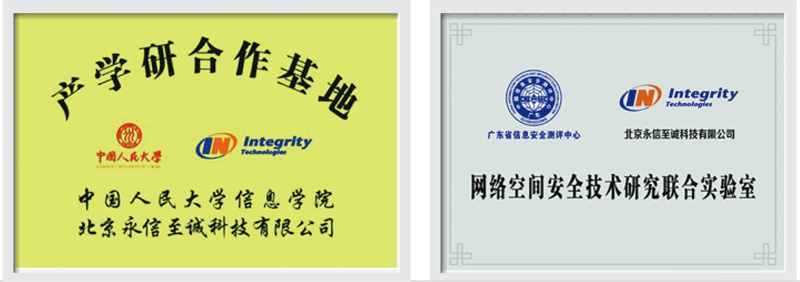 产学研合作基地
中国人民大学
IN Integrity
Technologies
中国人民大学信息学院
北京永信至诚科技有限公司
广东省信息安全测评中心
IN Integrity
Technologies
北京永信至诚科技有限公司
网络空间安全技术研究联合实验室